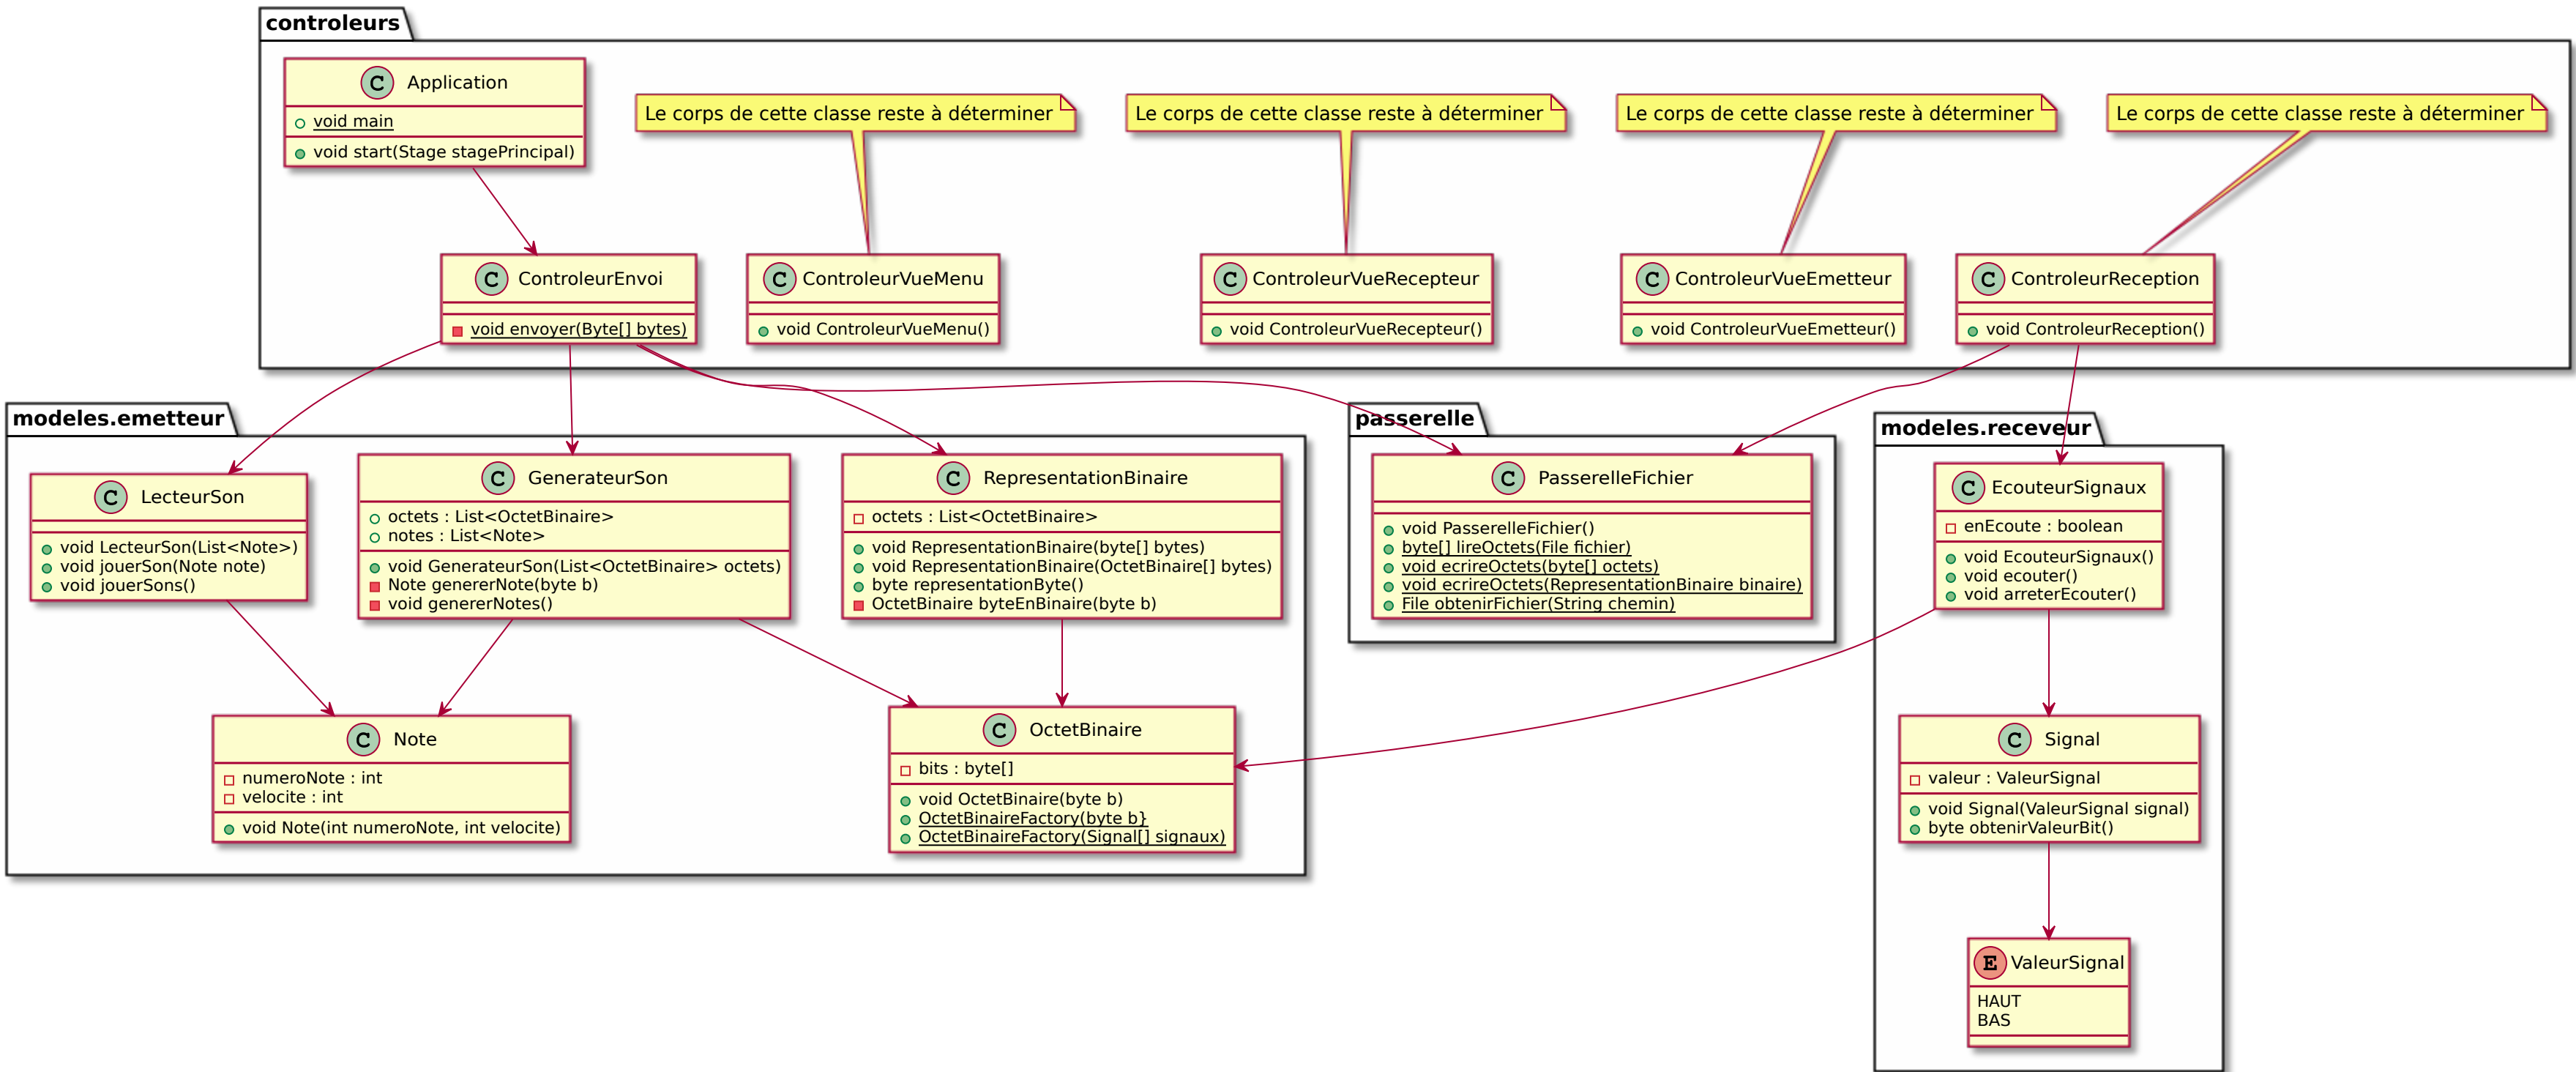 controleurs
C Application
void main
void start(Stage stagePrincipal)
Le corps de cette classe reste à déterminer
Le corps de cette classe reste à déterminer
Le corps de cette classe reste à déterminer
Le corps de cette classe reste à déterminer
C ControleurEnvoi
void envoyer(Byte[] bytes)
C ControleurVueMenu
void ControleurVueMenu()
C ControleurVueRecepteur
void ControleurVueRecepteur()
C ControleurVueEmetteur
void ControleurVueEmetteur()
C ControleurReception
void ControleurReception()
modeles.emetteur
C LecteurSon
void LecteurSon(List<Note>)
void jouerSon(Note note)
void jouerSons()
C GenerateurSon
octets : List<OctetBinaire>
notes : List<Note>
void GenerateurSon(List<OctetBinaire> octets)
Note genererNote(byte b)
void genererNotes()
C RepresentationBinaire
octets : List<OctetBinaire>
void RepresentationBinaire(byte[] bytes)
void RepresentationBinaire(OctetBinaire[] bytes)
byte representationByte()
OctetBinaire byteEnBinaire(byte b)
C Note
numeroNote : int
velocite : int
void Note(int numeroNote, int velocite)
C OctetBinaire
bits : byte[]
void OctetBinaire(byte b)
OctetBinaireFactory(byte b}
OctetBinaireFactory(Signal[] signaux)
passerelle
C PasserelleFichier
void PasserelleFichier()
byte[] lireOctets(File fichier)
void ecrireOctets(byte[] octets)
void ecrireOctets(RepresentationBinaire binaire)
File obtenirFichier(String chemin)
modeles.receveur
C EcouteurSignaux
enEcoute : boolean
void EcouteurSignaux()
void ecouter()
void arreterEcouter()
C Signal
valeur : ValeurSignal
void Signal(ValeurSignal signal)
byte obtenirValeurBit()
E ValeurSignal
HAUT
BAS